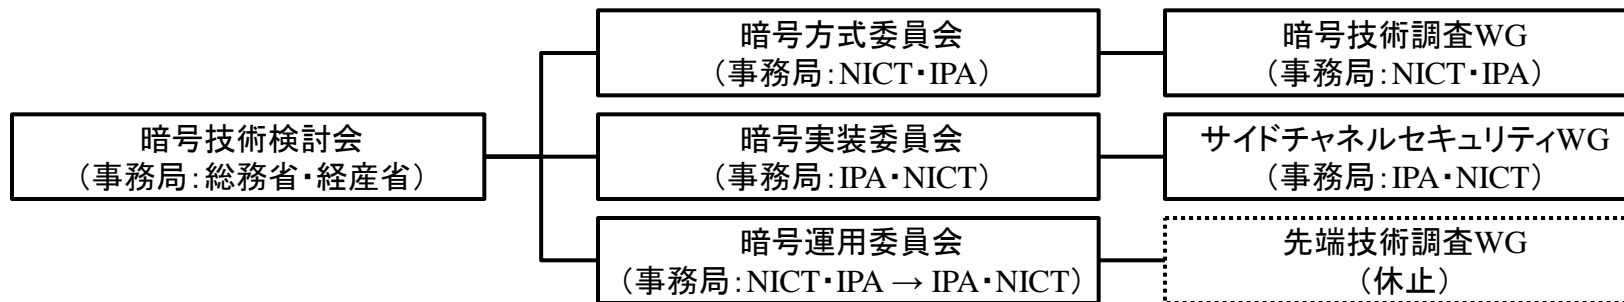 暗号技術検討会
（事務局：総務省・経産省）
暗号方式委員会
（事務局：NICT・IPA）
暗号技術調査WG
（事務局：NICT・IPA）
暗号実装委員会
（事務局：IPA・NICT）
サイドチャネルセキュリティWG
（事務局：IPA・NICT）
暗号運用委員会
（事務局：NICT・IPA → IPA・NICT）
先端技術調査WG
（休止）